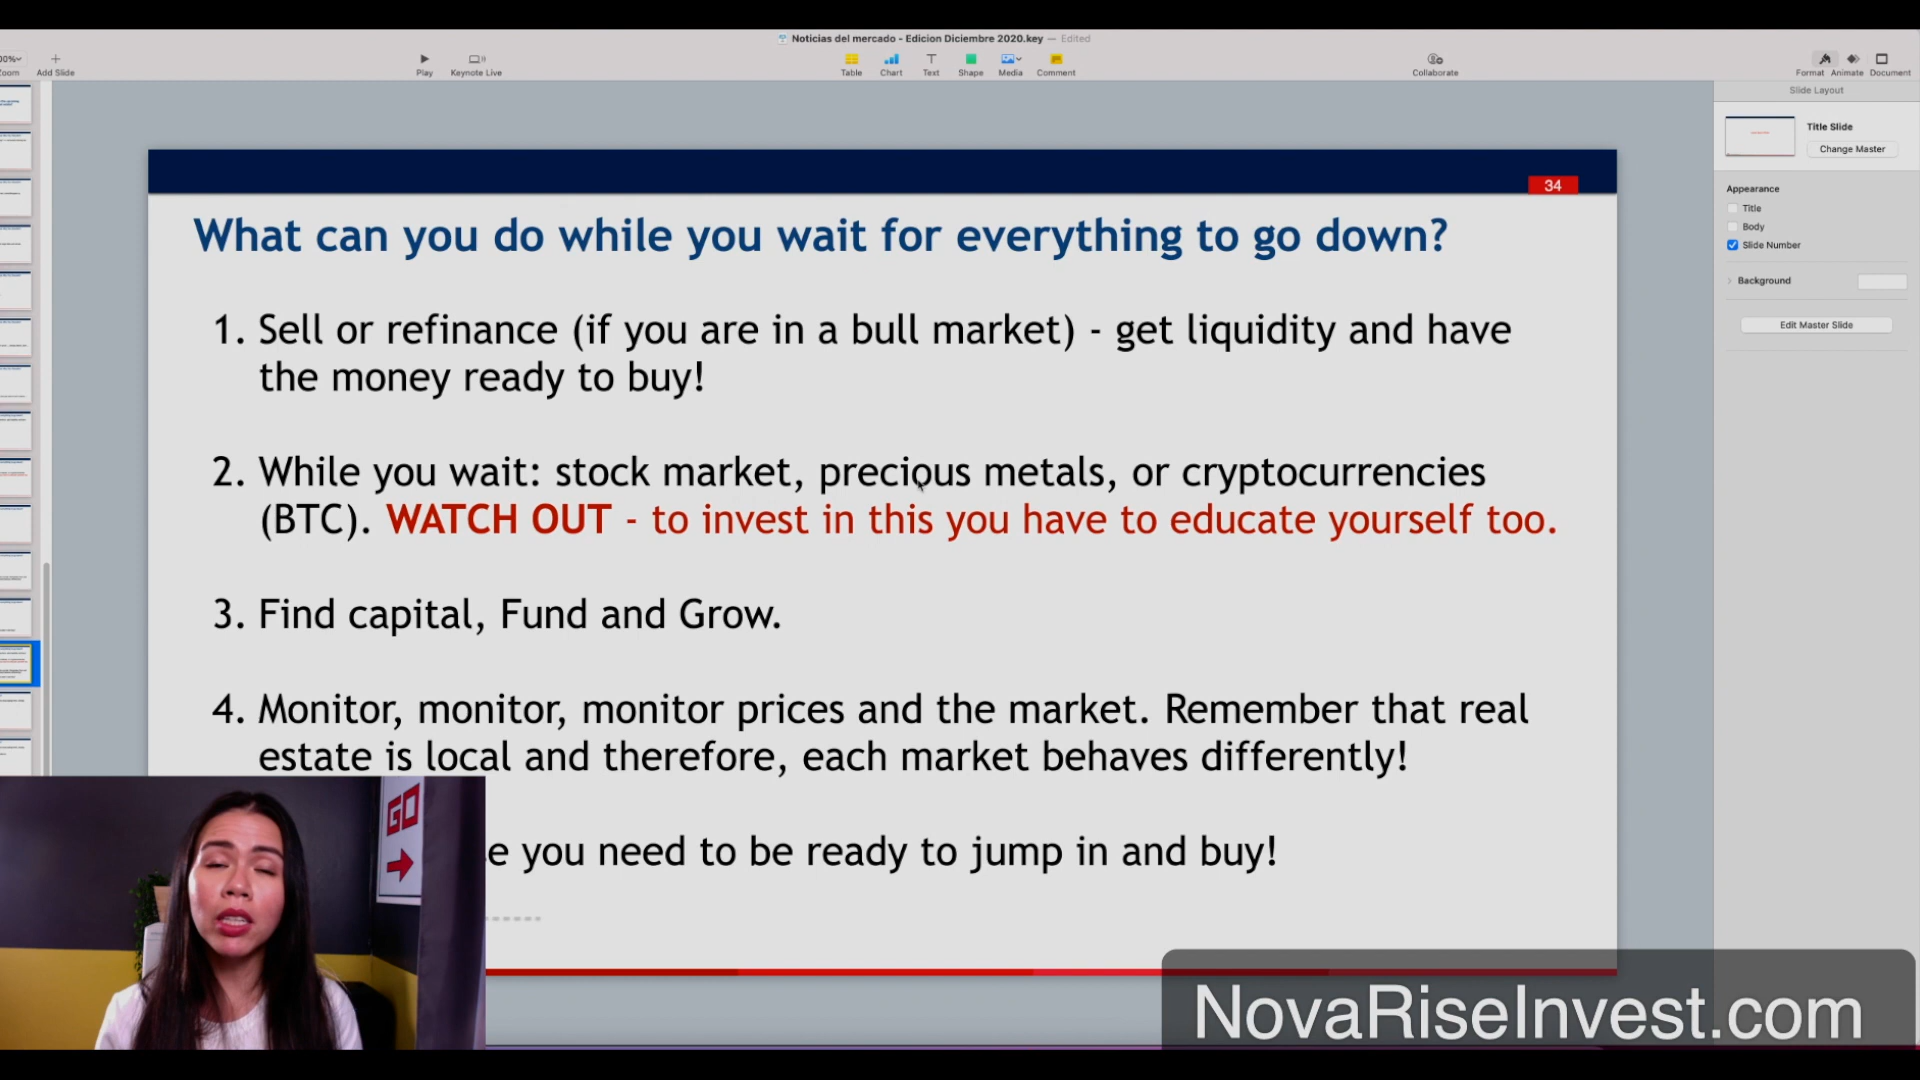 Noticias del mercado - Edicion Diciembre 2020.key — Edited
Zoom
Add Slide
Play
Keynote Live
Table
Chart
Text
Shape
Media
Comment
Collaborate
Format
Animate
Document
Slide Layout
Title Slide
Change Master
Appearance
Title
Body
Slide Number
Background
Edit Master Slide
34
What can you do while you wait for everything to go down?
1. Sell or refinance (if you are in a bull market) - get liquidity and have
the money ready to buy!
2. While you wait: stock market, precious metals, or cryptocurrencies
(BTC). WATCH OUT - to invest in this you have to educate yourself too.
3. Find capital, Fund and Grow.
4. Monitor, monitor, monitor prices and the market. Remember that real
estate is local and therefore, each market behaves differently!
you need to be ready to jump in and buy!
GO
NovaRiseInvest.com